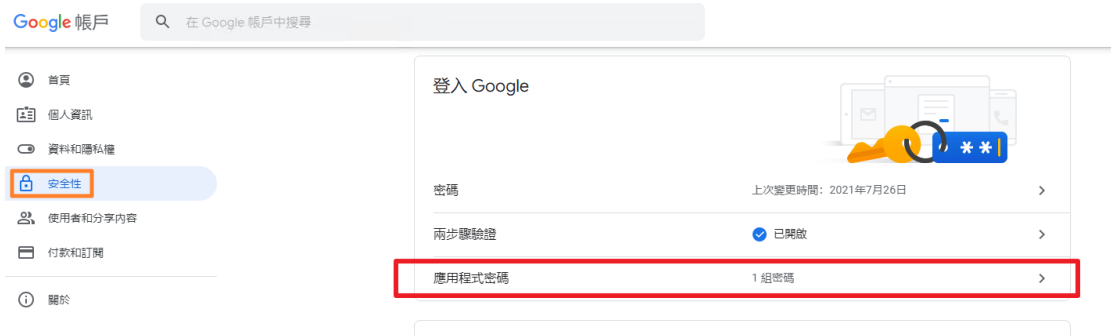 Google 帳戶
在 Google 帳戶中搜尋
首頁
個人資訊
資料和隱私權
安全性
使用者和分享內容
付款和訂閱
關於
登入 Google
**
密碼 上次變更時間：2021年7月26日
兩步驟驗證 已開啟
應用程式密碼 1 組密碼